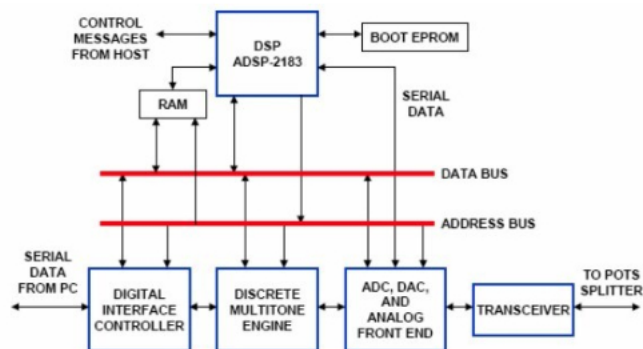 CONTROL
MESSAGES
FROM HOST
DSP
ADSP-2183
BOOT EPROM
RAM
SERIAL
DATA
DATA BUS
ADDRESS BUS
SERIAL
DATA
FROM PC
DIGITAL
INTERFACE
CONTROLLER
DISCRETE
MULTITONE
ENGINE
ADC, DAC,
AND
ANALOG
FRONT END
TRANSCEIVER
TO POTS
SPLITTER